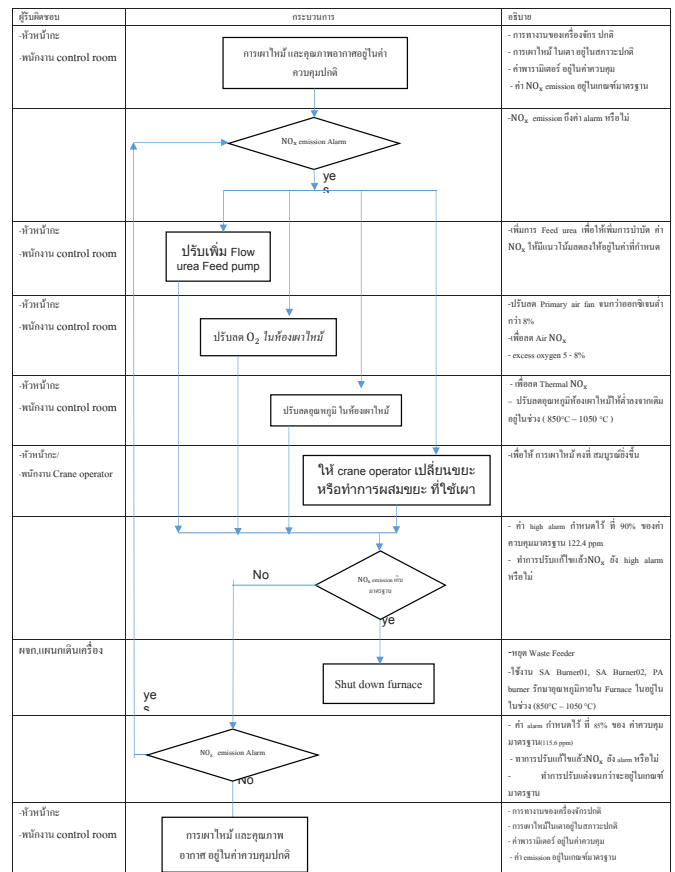 ผู้รับผิดชอบ
กระบวนการ
อธิบาย
-หัวหน้ากะ
-พนักงาน control room
การเผาไหม้ และคุณภาพอากาศอยู่ในค่า
ควบคุมปกติ
- การทำงานของเครื่องจักร ปกติ
- การเผาไหม้ ในเตา อยู่ในสภาวะปกติ
- ค่าพารามิเตอร์ อยู่ในค่าควบคุม
- ค่า NOx emission อยู่ในเกณฑ์มาตรฐาน
NOx emission Alarm
-NOx emission ถึงค่า alarm หรือไม่
ye
s
-หัวหน้ากะ
-พนักงาน control room
ปรับเพิ่ม Flow
urea Feed pump
-เพิ่มการ Feed urea เพื่อให้เพิ่มการบำบัด ค่า
NOx ให้มีแนวโน้มลดลงให้อยู่ในค่าที่กำหนด
-หัวหน้ากะ
-พนักงาน control room
ปรับลด O2 ในห้องเผาไหม้
-ปรับลด Primary air fan จนกว่าออกซิเจนต่ำ
กว่า 8%
-เพื่อลด Air NOx
- excess oxygen 5 - 8%
-หัวหน้ากะ
-พนักงาน control room
ปรับลดอุณหภูมิ ในห้องเผาไหม้
- เพื่อลด Thermal NOx
– ปรับลดอุณหภูมิห้องเผาไหม้ให้ต่ำลงจากเดิม
อยู่ในช่วง ( 850°C – 1050 °C )
-หัวหน้ากะ/
-พนักงาน Crane operator
ให้ crane operator เปลี่ยนขยะ
หรือทำการผสมขยะ ที่ใช้เผา
-เพื่อให้ การเผาไหม้ คงที่ สมบูรณ์ยิ่งขึ้น
NOx emission เกิน
มาตรฐาน
No
ye
- ค่า high alarm กำหนดไว้ ที่ 90% ของค่า
ควบคุมมาตรฐาน 122.4 ppm
- ทำการปรับแก้ไขแล้วNOx ยัง high alarm
หรือไม่
ผจก.แผนกเดินเครื่อง
Shut down furnace
-หยุด Waste Feeder
-ใช้งาน SA Burner01, SA Burner02, PA
burner รักษาอุณหภูมิภายใน Furnace ในอยู่ใน
ในช่วง (850°C – 1050 °C)
ye
s
NOx emission Alarm
No
- ค่า alarm กำหนดไว้ ที่ 85% ของ ค่าควบคุม
มาตรฐาน(115.6 ppm)
- ทาการปรับแก้ไขแล้วNOx ยัง alarm หรือไม่
- ทำการปรับแต่งจนกว่าจะอยู่ในเกณฑ์
มาตรฐาน
-หัวหน้ากะ
-พนักงาน control room
การเผาไหม้ และคุณภาพ
อากาศ อยู่ในค่าควบคุมปกติ
- การทำงานของเครื่องจักรปกติ
- การเผาไหม้ในเตาอยู่ในสภาวะปกติ
- ค่าพารามิเตอร์ อยู่ในค่าควบคุม
- ค่า emission อยู่ในเกณฑ์มาตรฐาน